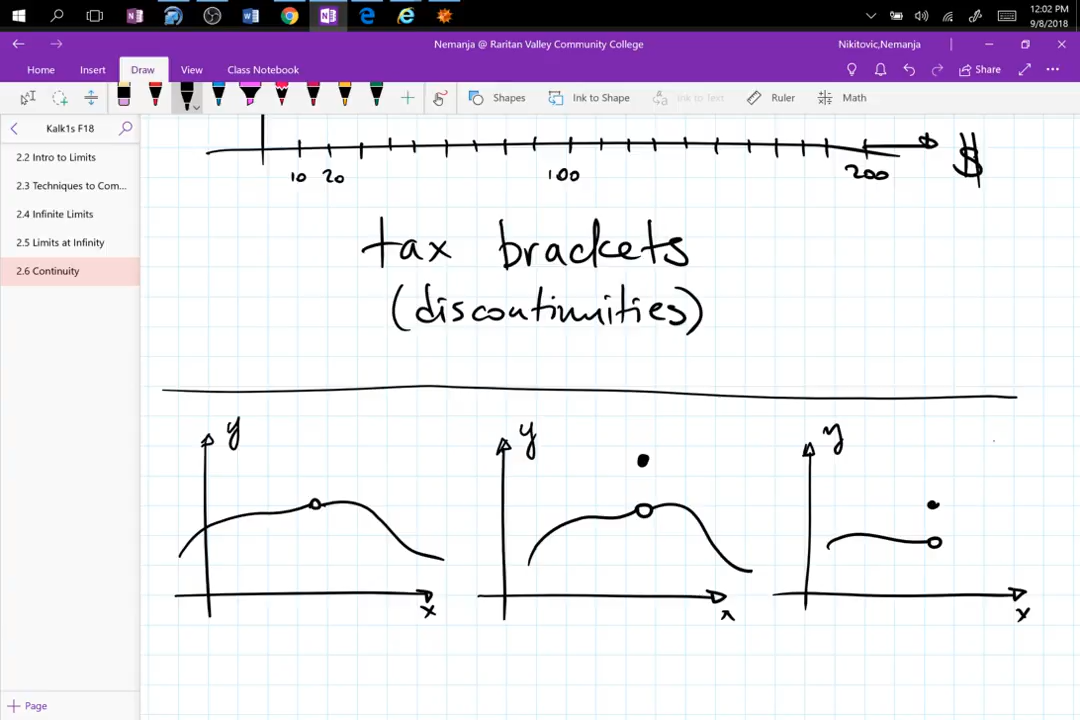 12:02 PM
9/8/2018
Nemanja @ Raritan Valley Community College
Nikitovic,Nemanja
Home Insert Draw View Class Notebook
Share
Shapes Ink to Shape Ink to Text Ruler Math
Kalk1s F18
2.2 Intro to Limits
2.3 Techniques to Com...
2.4 Infinite Limits
2.5 Limits at Infinity
2.6 Continuity
Page
$
10 20 100 200
tax brackets
(discontinuities)
y y y
x x x